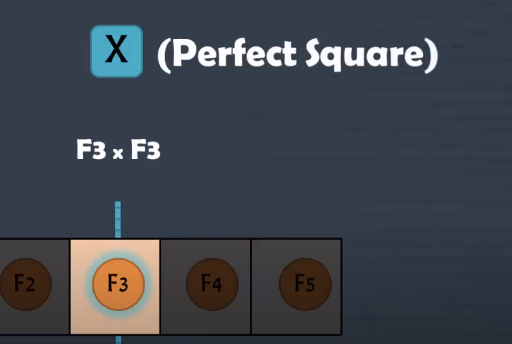 X (Perfect Square)
F3 x F3
F2 F3 F4 F5